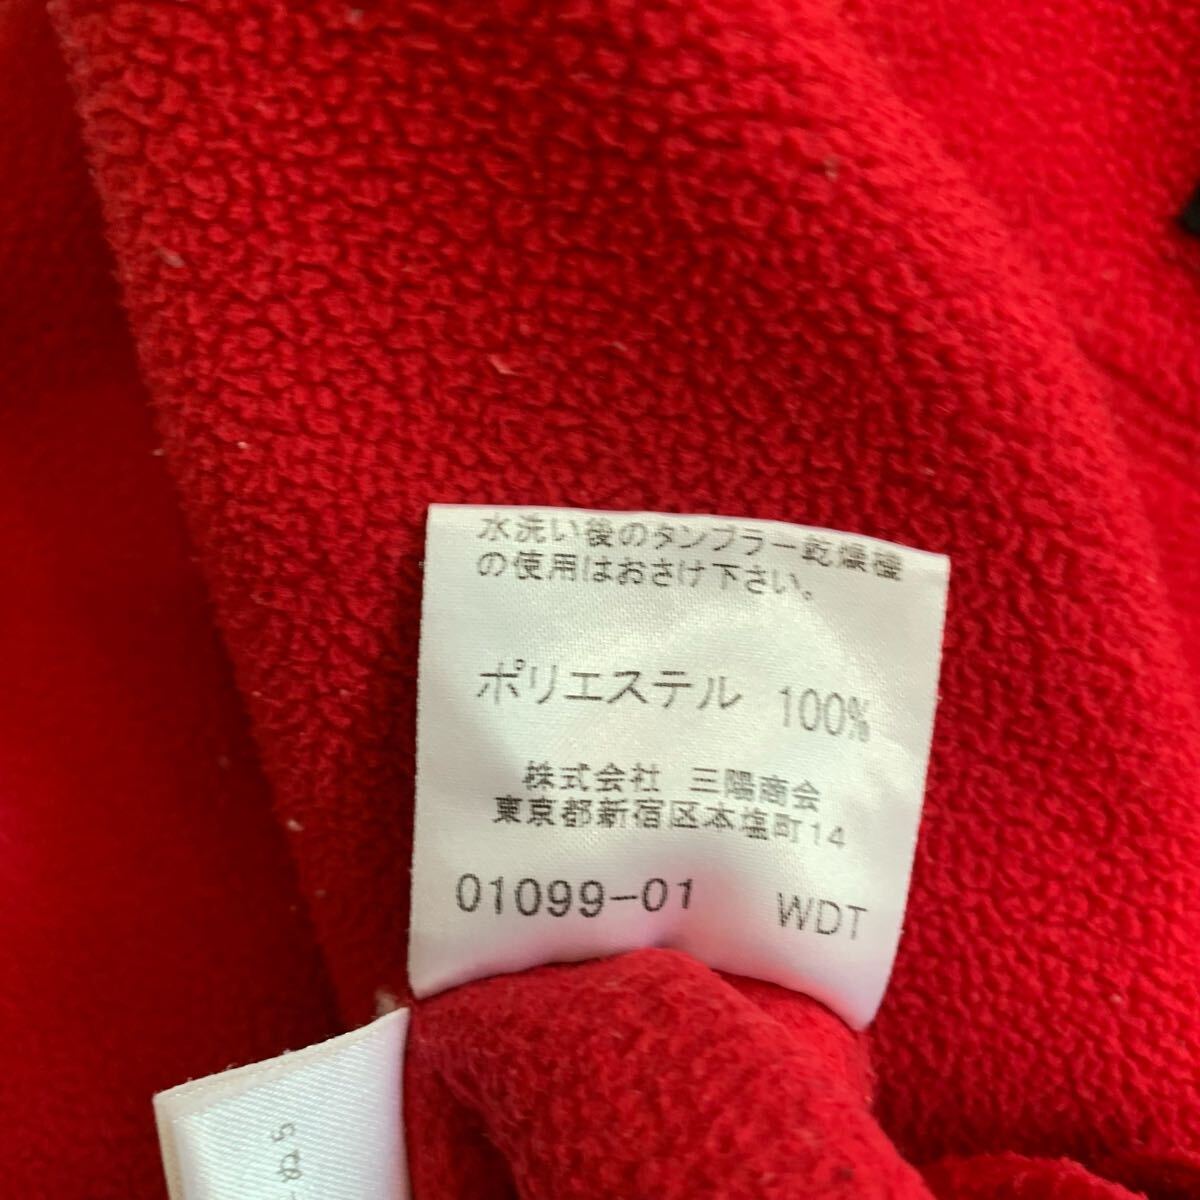 水洗い後のタンブラー乾燥機
の使用はおさけ下さい。
ポリエステル 100%
株式会社 三陽商会
東京都新宿区本塩町14
01099-01 WDT